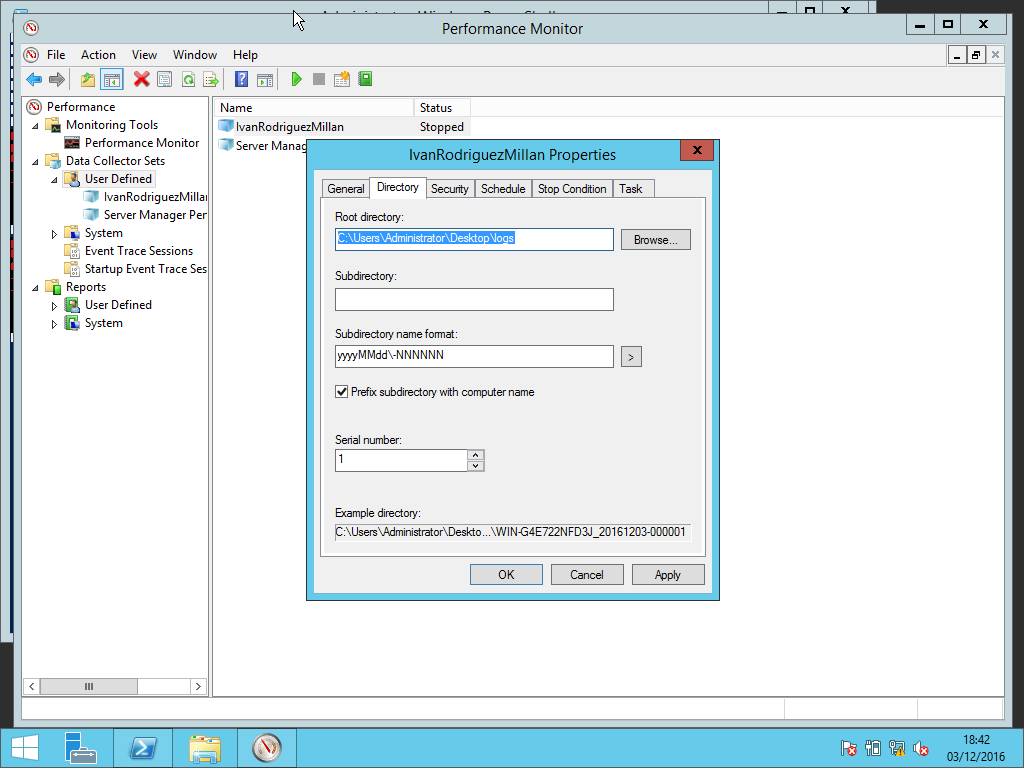 Performance Monitor
File Action View Window Help
Performance
Monitoring Tools
Performance Monitor
Data Collector Sets
User Defined
IvanRodriguezMillar
Server Manager Per
System
Event Trace Sessions
Startup Event Trace Ses
Reports
User Defined
System
Name Status
IvanRodriguezMillan Stopped
Server Manag
IvanRodriguezMillan Properties
General Directory Security Schedule Stop Condition Task
Root directory:
C:\Users\Administrator\Desktop\logs
Browse...
Subdirectory:
Subdirectory name format:
yyyyMMdd\-NNNNNN
>
Prefix subdirectory with computer name
Serial number:
1
Example directory:
C:\Users\Administrator\Deskto...\WIN-G4E722NFD3J_20161203-000001
OK Cancel Apply
18:42
03/12/2016